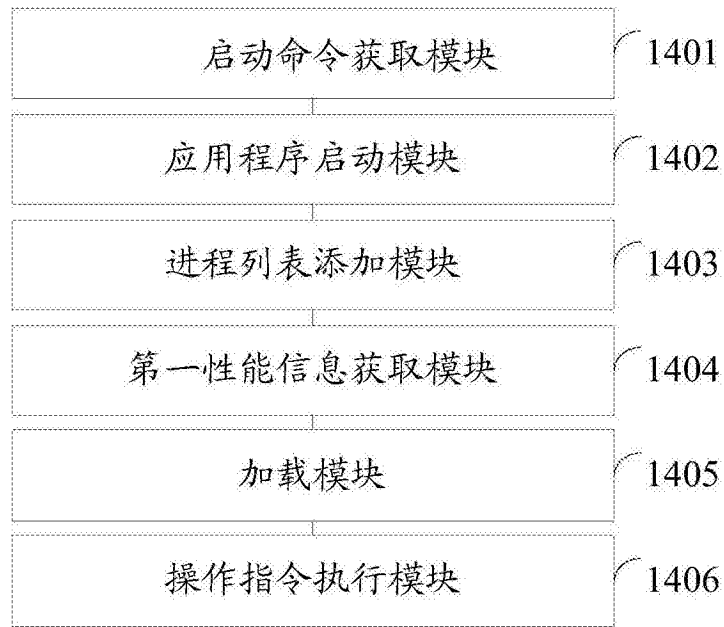 启动命令获取模块 1401
应用程序启动模块 1402
进程列表添加模块 1403
第一性能信息获取模块 1404
加载模块 1405
操作指令执行模块 1406